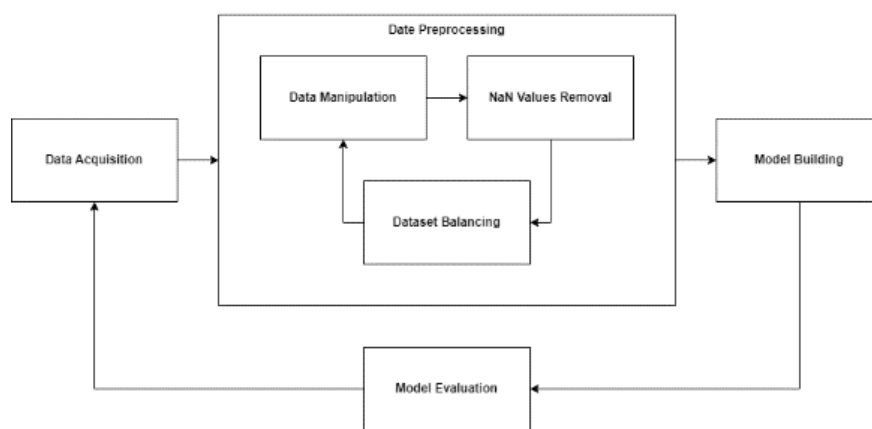 Date Preprocessing
Data Manipulation
NaN Values Removal
Data Acquisition
Model Building
Dataset Balancing
Model Evaluation